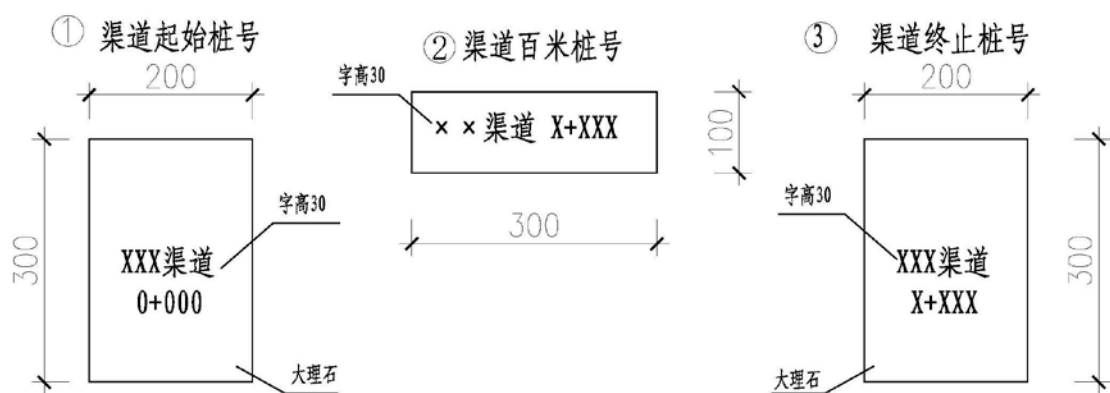 ① 渠道起始桩号
200
300
字高30
XXX渠道
0+000
大理石
② 渠道百米桩号
字高30
× × 渠道 X+XXX
100
300
③ 渠道终止桩号
200
字高30
XXX渠道
X+XXX
300
大理石